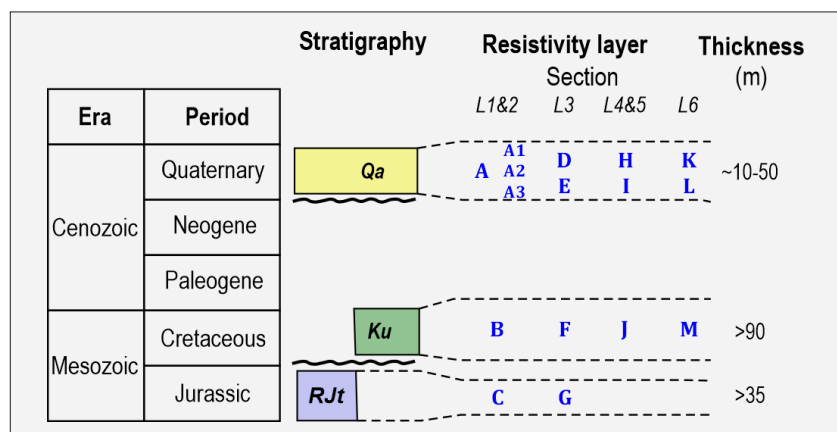 Stratigraphy Resistivity layer Thickness
Section (m)
L1&2 L3 L4&5 L6
Era Period
Cenozoic Quaternary Qa A A1 A2 A3 D E H I K L ~10-50
Neogene
Paleogene
Mesozoic Cretaceous Ku B F J M >90
Jurassic RJt C G >35